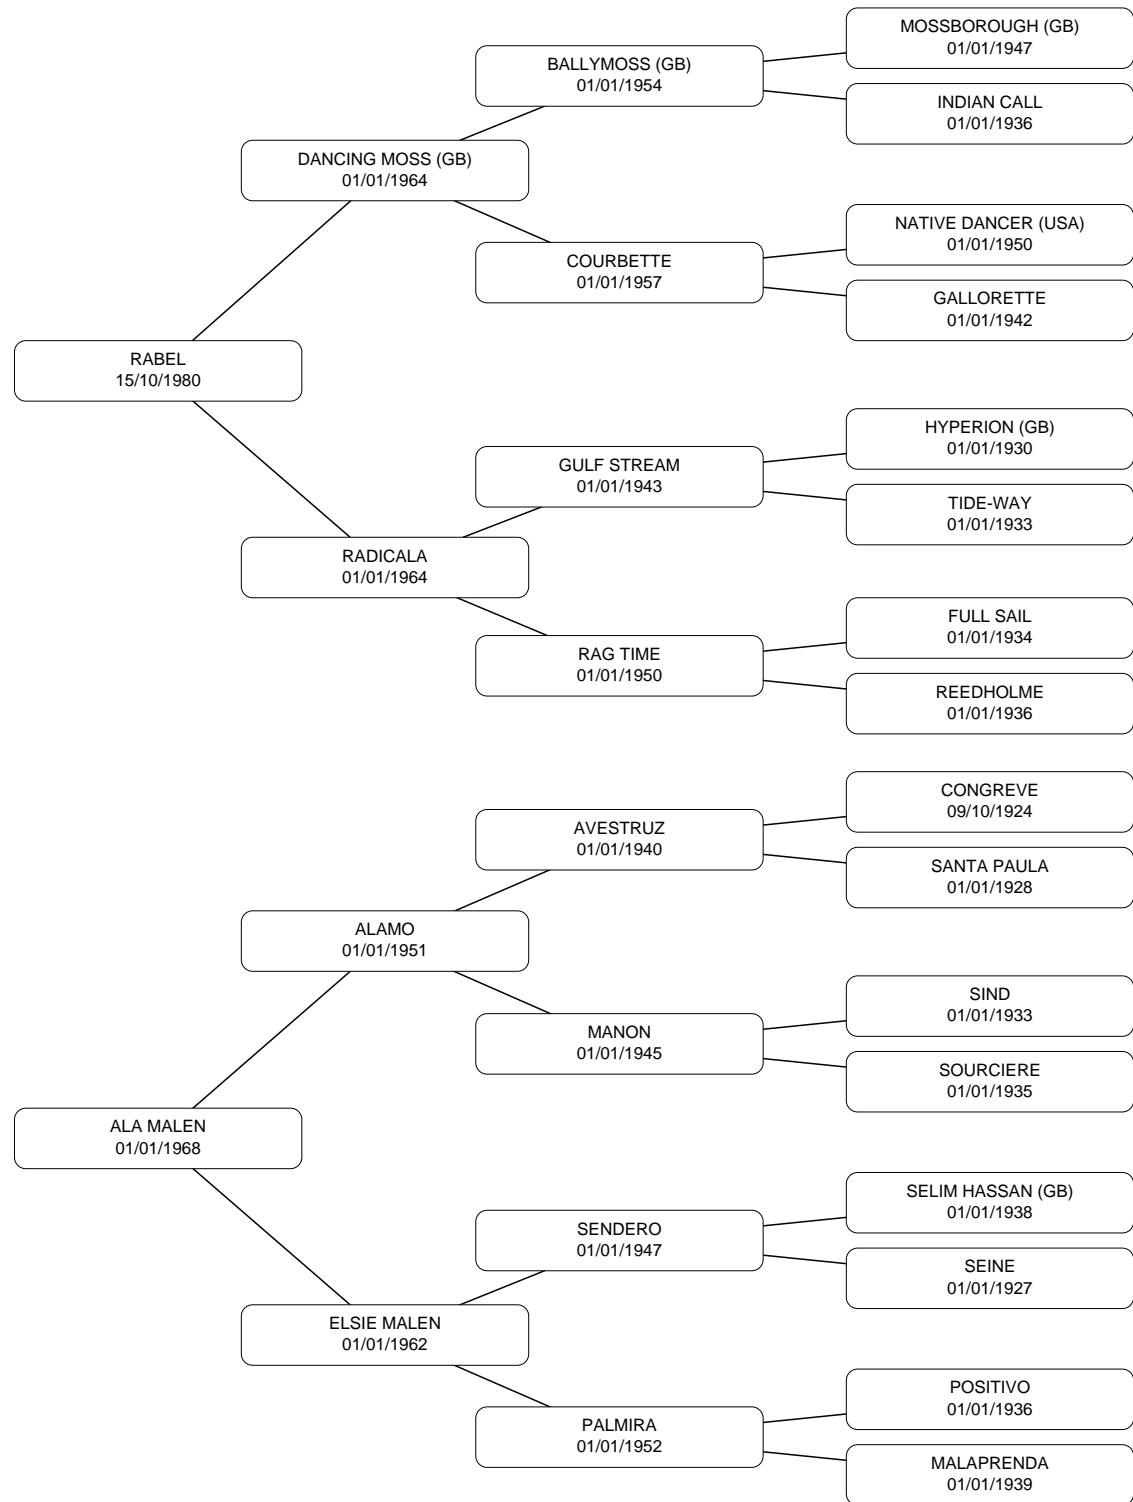 MOSSBOROUGH (GB)
01/01/1947
BALLYMOSS (GB)
01/01/1954
INDIAN CALL
01/01/1936
DANCING MOSS (GB)
01/01/1964
NATIVE DANCER (USA)
01/01/1950
COURBETTE
01/01/1957
GALLORETTE
01/01/1942
RABEL
15/10/1980
HYPERION (GB)
01/01/1930
GULF STREAM
01/01/1943
TIDE-WAY
01/01/1933
RADICALA
01/01/1964
FULL SAIL
01/01/1934
RAG TIME
01/01/1950
REEDHOLME
01/01/1936
CONGREVE
09/10/1924
AVESTRUZ
01/01/1940
SANTA PAULA
01/01/1928
ALAMO
01/01/1951
SIND
01/01/1933
MANON
01/01/1945
SOURCIERE
01/01/1935
ALA MALEN
01/01/1968
SELIM HASSAN (GB)
01/01/1938
SENDERO
01/01/1947
SEINE
01/01/1927
ELSIE MALEN
01/01/1962
POSITIVO
01/01/1936
PALMIRA
01/01/1952
MALAPRENDA
01/01/1939